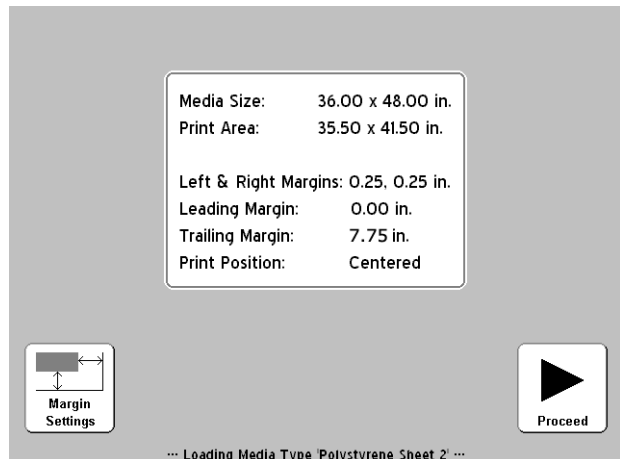 Media Size: 36.00 x 48.00 in.
Print Area: 35.50 x 41.50 in.
Left & Right Margins: 0.25, 0.25 in.
Leading Margin: 0.00 in.
Trailing Margin: 7.75 in.
Print Position: Centered
Margin
Settings
Proceed
... Loading Media Type 'Polystyrene Sheet 2' ...